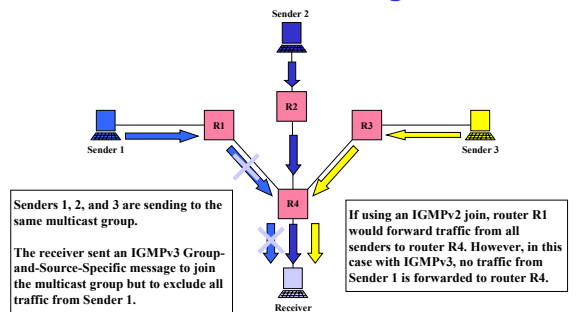 Sender 2
R2
R1
R3
Sender 1
Sender 3
R4
Senders 1, 2, and 3 are sending to the
same multicast group.
The receiver sent an IGMPv3 Group-
and-Source-Specific message to join
the multicast group but to exclude all
traffic from Sender 1.
If using an IGMPv2 join, router R1
would forward traffic from all
senders to router R4. However, in this
case with IGMPv3, no traffic from
Sender 1 is forwarded to router R4.
Receiver